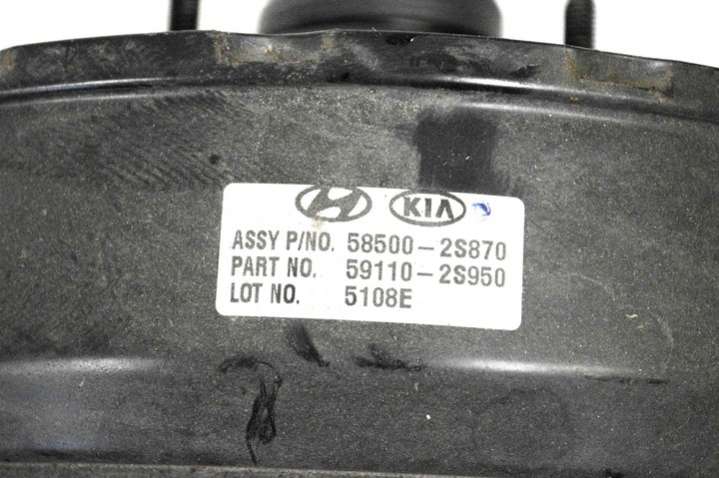 KIA
ASSY P/NO. 58500-2S870
PART NO. 59110-2S950
LOT NO. 5108E